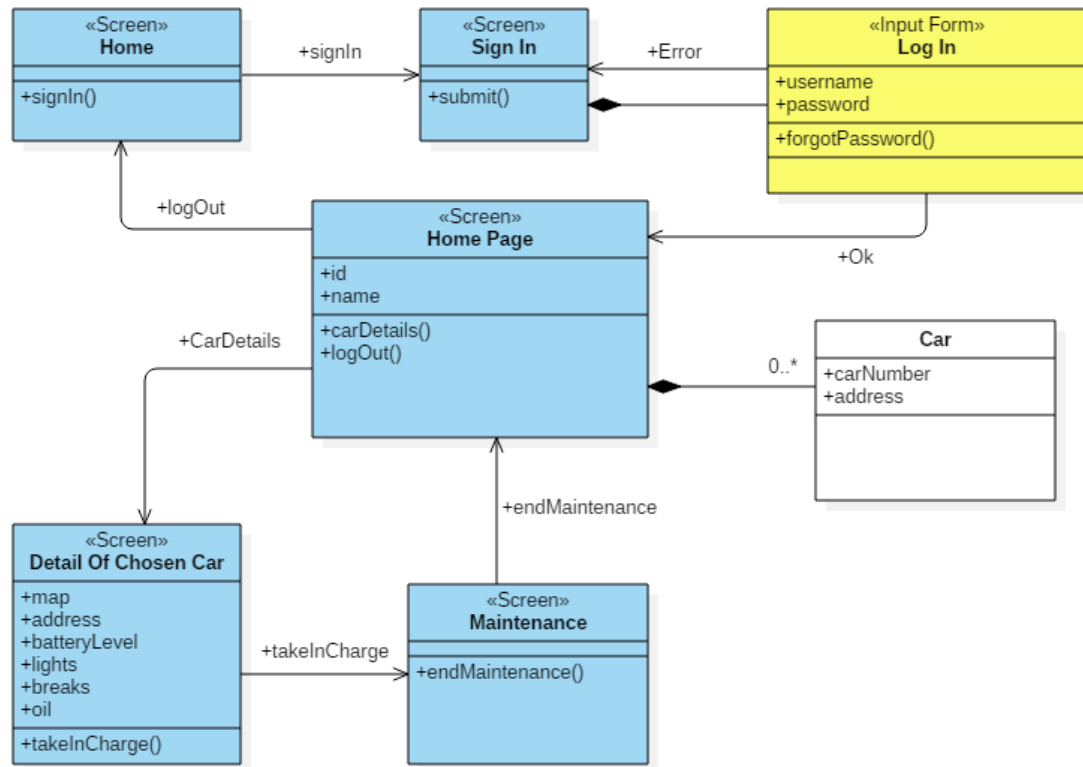 «Screen»
Home
+signIn()
+signIn
«Screen»
Sign In
+submit()
+Error
«Input Form»
Log In
+username
+password
+forgotPassword()
+logOut
«Screen»
Home Page
+id
+name
+carDetails()
+logOut()
+Ok
+CarDetails
0..*
Car
+carNumber
+address
+endMaintenance
«Screen»
Detail Of Chosen Car
+map
+address
+batteryLevel
+lights
+breaks
+oil
+takeInCharge()
+takeInCharge
«Screen»
Maintenance
+endMaintenance()